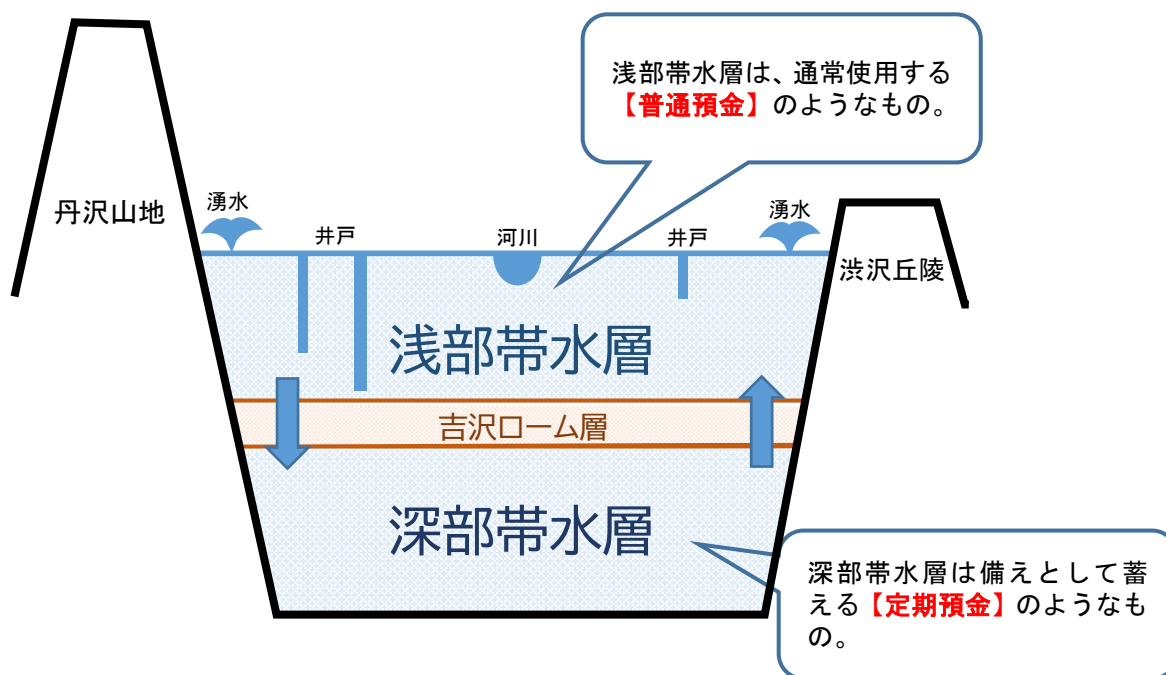 浅部帯水層は、通常使用する
【普通預金】のようなもの。
丹沢山地
湧水
井戸
河川
井戸
湧水
渋沢丘陵
浅部帯水層
吉沢ローム層
深部帯水層
深部帯水層は備えとして蓄
える【定期預金】のようなも
の。